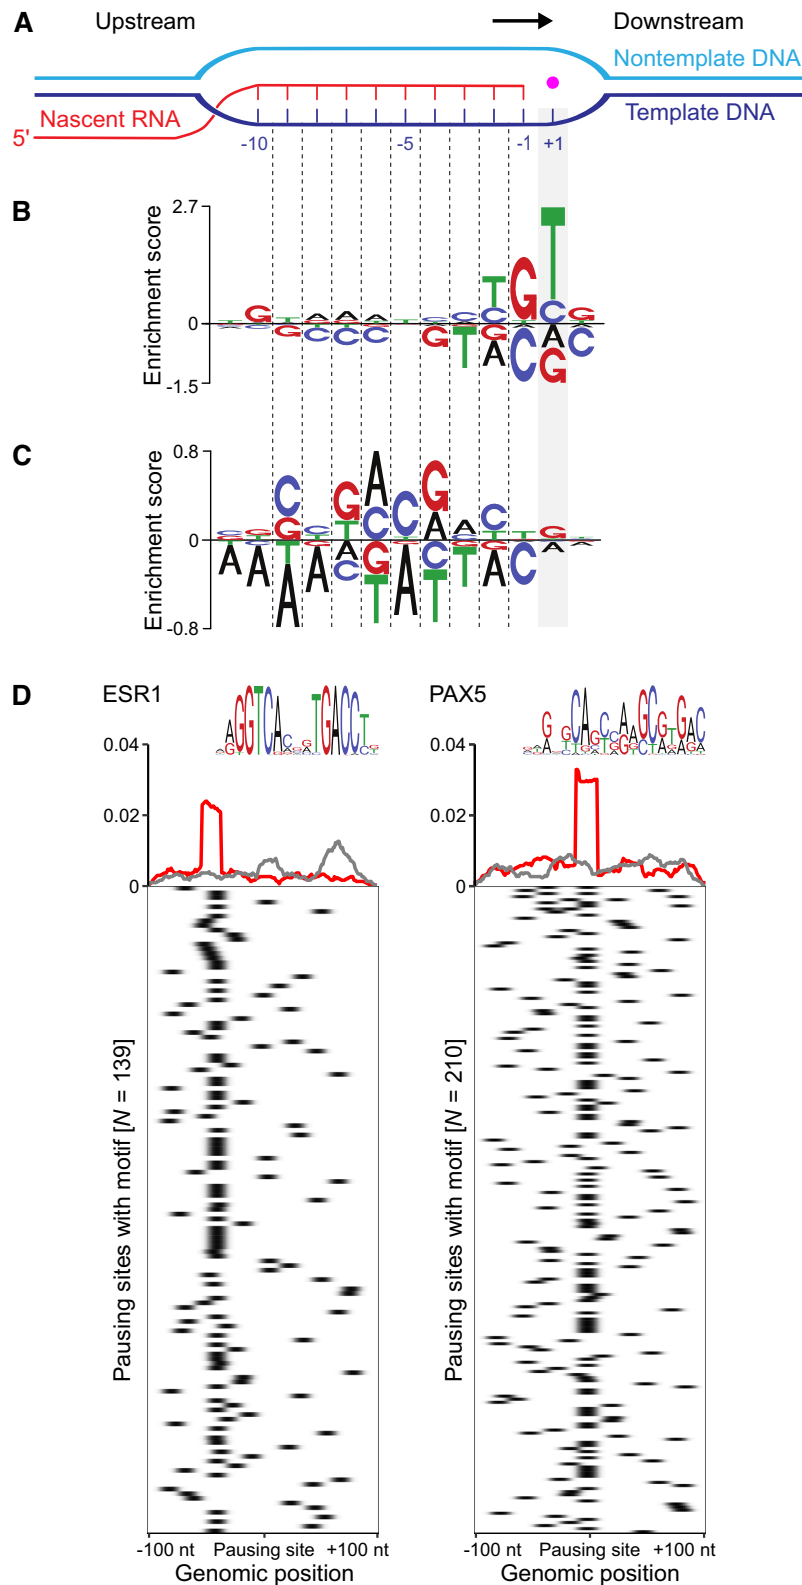 A
Upstream
Downstream
Nontemplate DNA
Nascent RNA
Template DNA
5'
-10
-5
-1
+1
B
2.7
Enrichment score
0
-1.5
C
0.8
Enrichment score
0
-0.8
D
ESR1
PAX5
0.04
0.02
0
0.04
0.02
0
Pausing sites with motif [N = 139]
Pausing sites with motif [N = 210]
-100 nt Pausing site +100 nt
Genomic position
-100 nt Pausing site +100 nt
Genomic position